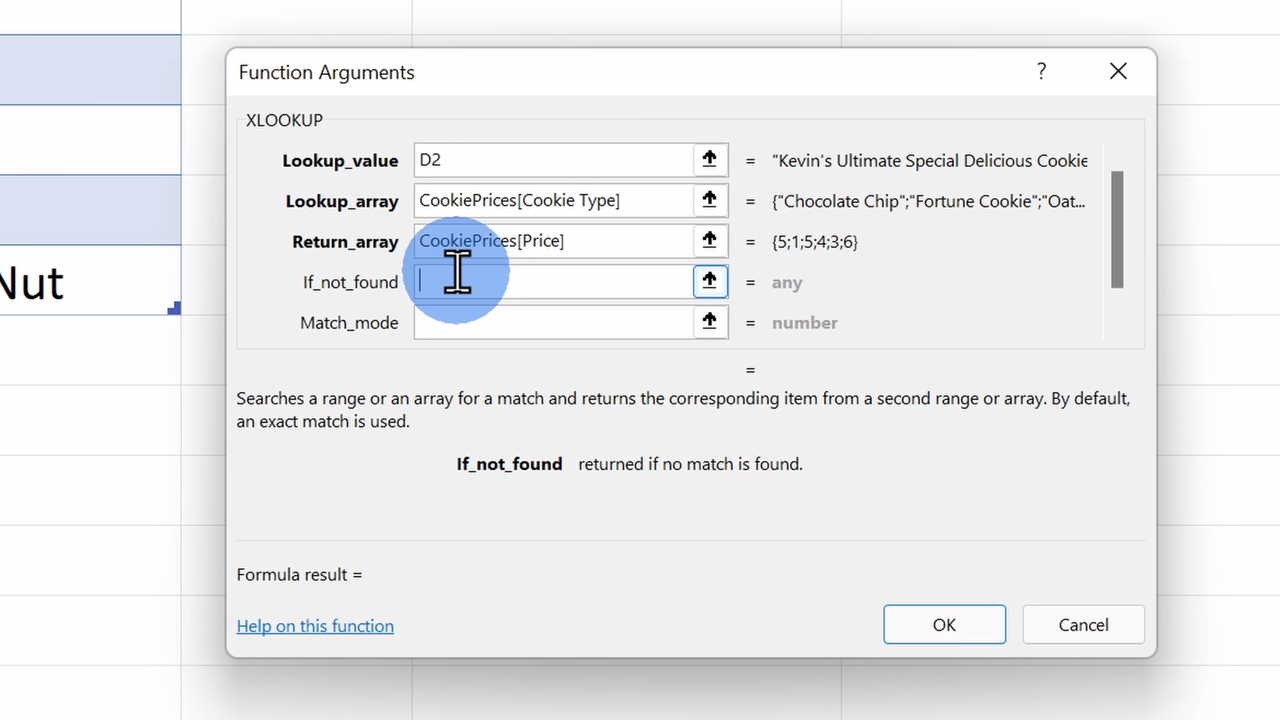 Function Arguments ?
XLOOKUP
Lookup_value D2 = "Kevin's Ultimate Special Delicious Cookie
Lookup_array CookiePrices[Cookie Type] = {"Chocolate Chip";"Fortune Cookie";"Oat...
Return_array CookiePrices[Price] = {5;1;5;4;3;6}
If_not_found = any
Nut
Match_mode = number
=
Searches a range or an array for a match and returns the corresponding item from a second range or array. By default,
an exact match is used.
If_not_found returned if no match is found.
Formula result =
Help on this function
OK Cancel